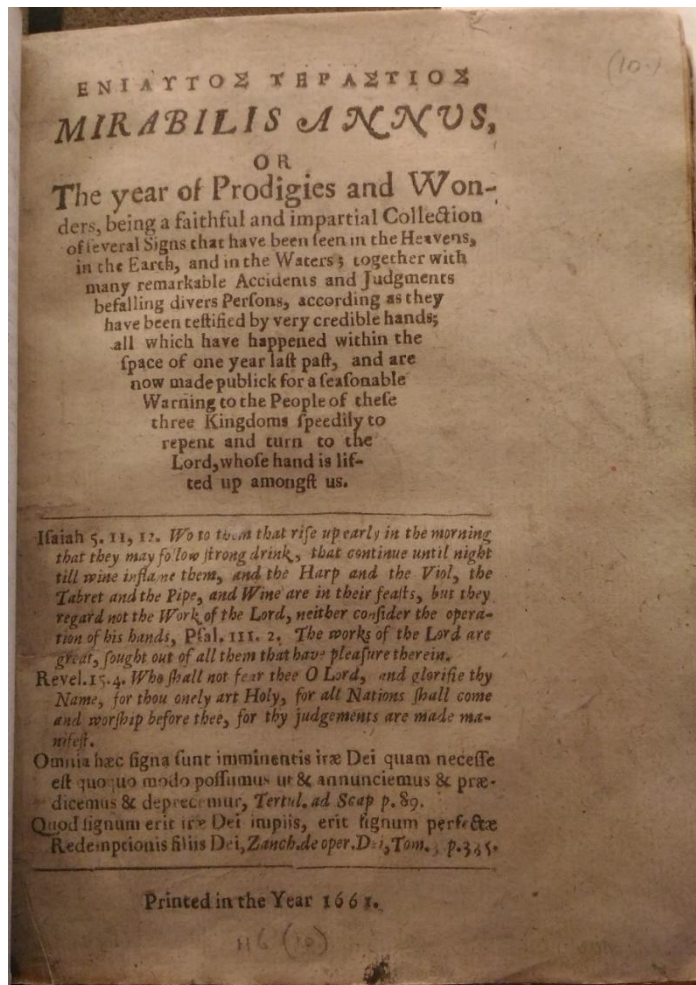 (10.)
ΕΝΙΑΥΤΟΣ ΤΕΡΑΣΤΙΟΣ
MIRABILIS ANNUS,
OR
The year of Prodigies and Won-
ders, being a faithful and impartial Collection
of ſeveral Signs that have been ſeen in the Heavens,
in the Earth, and in the Waters; together with
many remarkable Accidents and Judgments
befalling divers Perſons, according as they
have been teſtified by very credible hands;
all which have happened within the
ſpace of one year laſt paſt, and are
now made publick for a ſeaſonable
Warning to the People of theſe
three Kingdoms ſpeedily to
repent and turn to the
Lord, whoſe hand is lif-
ted up amongſt us.
Iſaiah 5. 11, 12. Wo to them that riſe up early in the morning
that they may follow ſtrong drink, that continue until night
till wine inflame them, and the Harp and the Viol, the
Tabret and the Pipe, and Wine are in their feaſts, but they
regard not the Work of the Lord, neither conſider the opera-
tion of his hands, Pſal. 111. 2. The works of the Lord are
great, ſought out of all them that have pleaſure therein.
Revel. 15. 4. Who ſhall not fear thee O Lord, and glorifie thy
Name, for thou onely art Holy, for all Nations ſhall come
and worſhip before thee, for thy judgements are made ma-
nifeſt.
Omnia hæc ſigna ſunt imminentis iræ Dei quam neceſſe
eſt quoquo modo poſſumus ut & annunciemus & præ-
dicemus & deprecemur, Tertul. ad Scap p. 89.
Quod ſignum erit iræ Dei impiis, erit ſignum perfectæ
Redemptionis filiis Dei, Zanch. de oper. Dei, Tom. p.
Printed in the Year 1661.
116 (10)